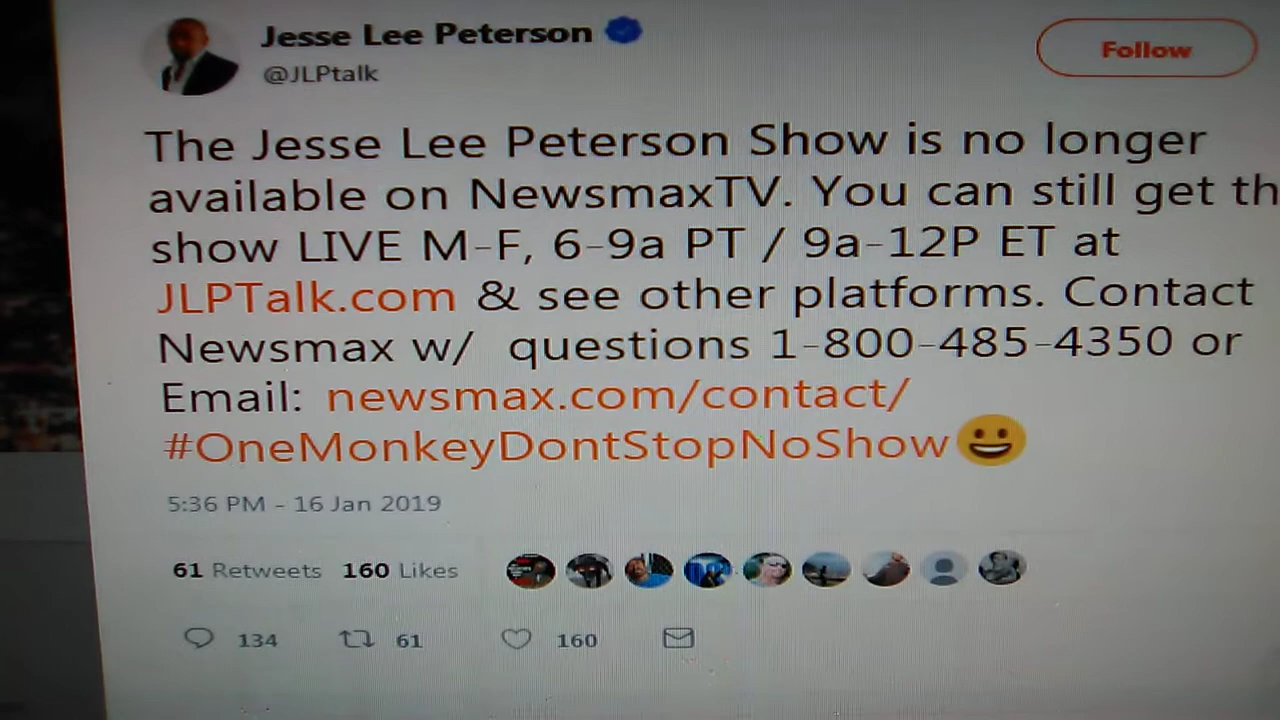 Jesse Lee Peterson
@JLPtalk
Follow
The Jesse Lee Peterson Show is no longer
available on NewsmaxTV. You can still get th
show LIVE M-F, 6-9a PT / 9a-12P ET at
JLPTalk.com & see other platforms. Contact
Newsmax w/ questions 1-800-485-4350 or
Email: newsmax.com/contact/
#OneMonkeyDontStopNoShow
5:36 PM - 16 Jan 2019
61 Retweets 160 Likes
134 61 160